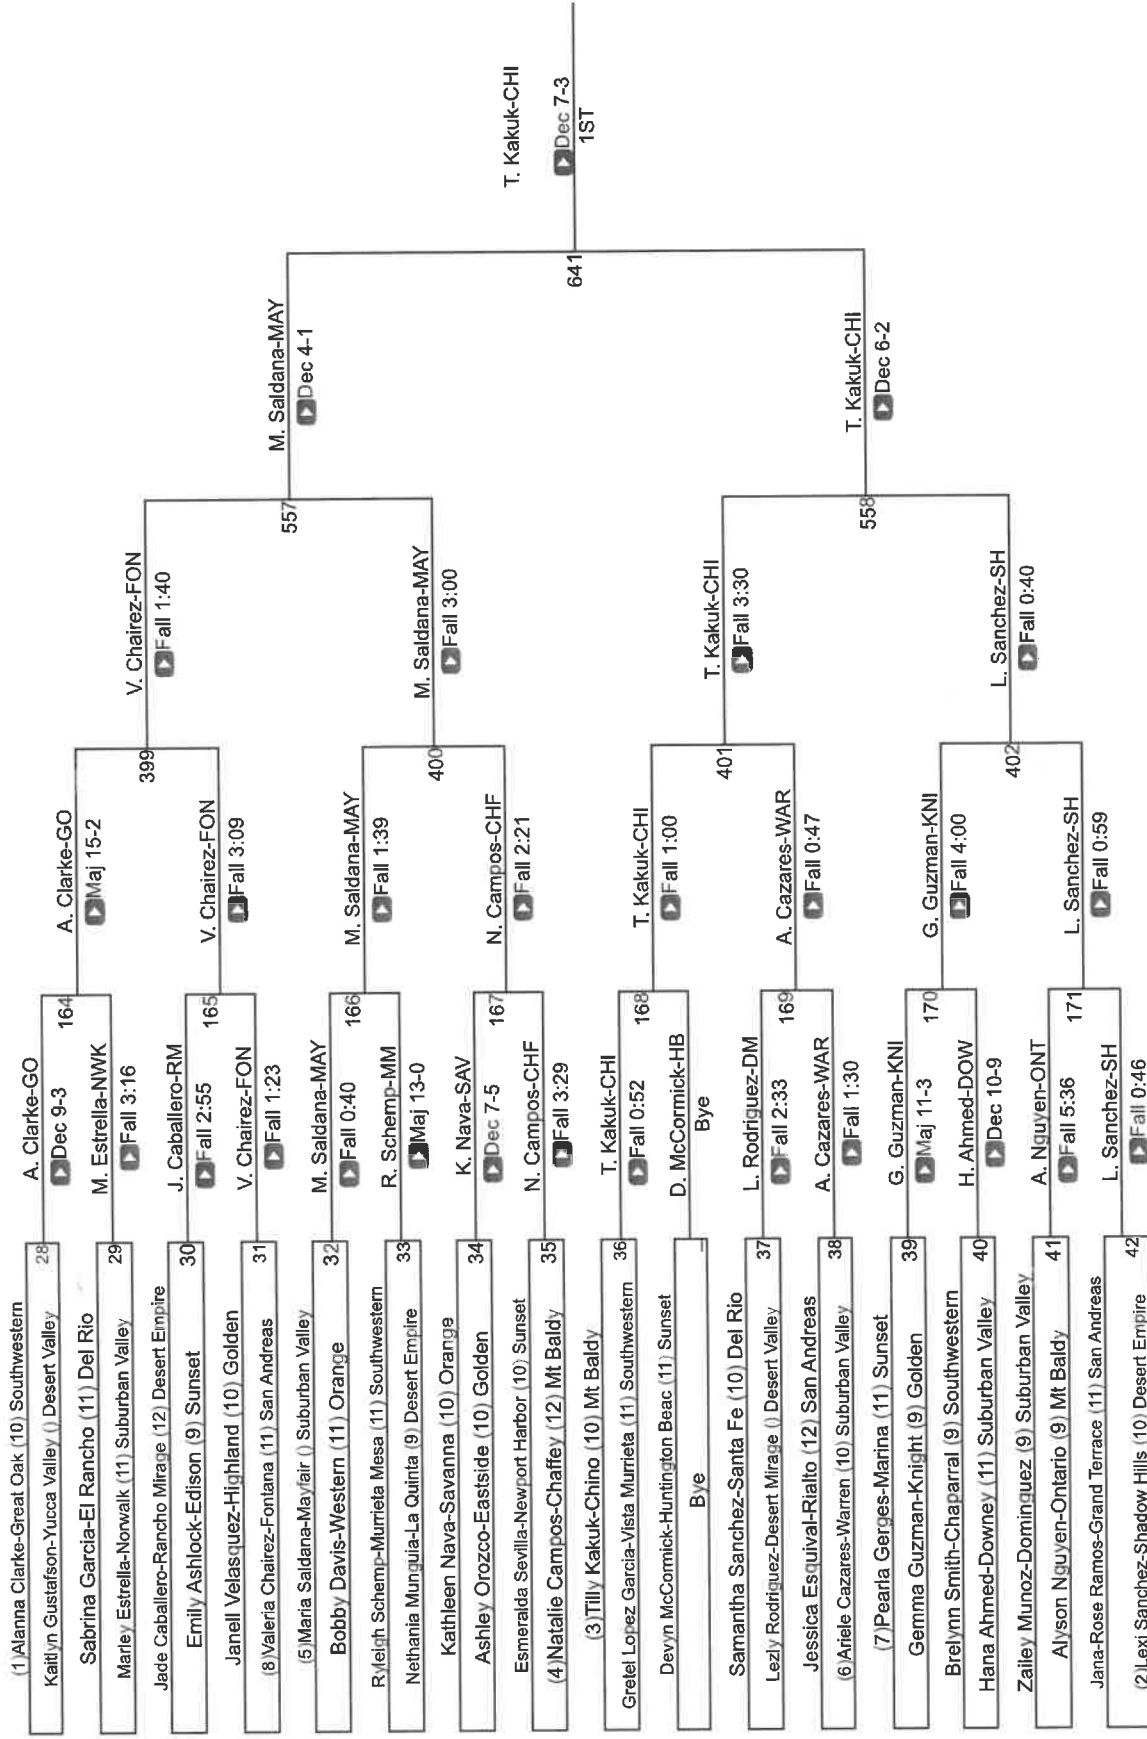 (1)Alanna Clarke-Great Oak (10) Southwestern
28
Kaitlyn Gustafson-Yucca Valley () Desert Valley
Sabrina Garcia-El Rancho (11) Del Rio
29
Marley Estrella-Norwalk (11) Suburban Valley
Jade Caballero-Rancho Mirage (12) Desert Empire
30
Emily Ashlock-Edison (9) Sunset
Janell Velasquez-Highland (10) Golden
31
(8)Valeria Chairez-Fontana (11) San Andreas
(5)Maria Saldana-Mayfair () Suburban Valley
32
Bobby Davis-Western (11) Orange
Ryleigh Schemp-Murrieta Mesa (11) Southwestern
33
Nethania Munguia-La Quinta (9) Desert Empire
Kathleen Nava-Savanna (10) Orange
34
Ashley Orozco-Eastside (10) Golden
Esmeralda Sevilla-Newport Harbor (10) Sunset
35
(4)Natalie Campos-Chaffey (12) Mt Baldy
(3)Tilly Kakuk-Chino (10) Mt Baldy
36
Gretel Lopez Garcia-Vista Murrieta (11) Southwestern
Devyn McCormick-Huntington Beac (11) Sunset
Bye
Samantha Sanchez-Santa Fe (10) Del Rio
37
Lezly Rodriguez-Desert Mirage () Desert Valley
Jessica Esquival-Rialto (12) San Andreas
38
(6)Ariele Cazares-Warren (10) Suburban Valley
(7)Pearla Gerges-Marina (11) Sunset
39
Gemma Guzman-Knight (9) Golden
Brelynn Smith-Chaparral (9) Southwestern
40
Hana Ahmed-Downey (11) Suburban Valley
Zailey Munoz-Dominguez (9) Suburban Valley
41
Alyson Nguyen-Ontario (9) Mt Baldy
Jana-Rose Ramos-Grand Terrace (11) San Andreas
42
(2)Lexi Sanchez-Shadow Hills (10) Desert Empire
A. Clarke-GO
Dec 9-3
164
M. Estrella-NWK
Fall 3:16
J. Caballero-RM
Fall 2:55
165
V. Chairez-FON
Fall 1:23
M. Saldana-MAY
Fall 0:40
166
R. Schemp-MM
Maj 13-0
K. Nava-SAV
Dec 7-5
167
N. Campos-CHF
Fall 3:29
T. Kakuk-CHI
Fall 0:52
168
D. McCormick-HB
Bye
L. Rodriguez-DM
Fall 2:33
169
A. Cazares-WAR
Fall 1:30
G. Guzman-KNI
Maj 11-3
170
H. Ahmed-DOW
Dec 10-9
A. Nguyen-ONT
Fall 5:36
171
L. Sanchez-SH
Fall 0:46
A. Clarke-GO
Maj 15-2
399
V. Chairez-FON
Fall 3:09
M. Saldana-MAY
Fall 1:39
400
N. Campos-CHF
Fall 2:21
T. Kakuk-CHI
Fall 1:00
401
A. Cazares-WAR
Fall 0:47
G. Guzman-KNI
Fall 4:00
402
L. Sanchez-SH
Fall 0:59
V. Chairez-FON
Fall 1:40
557
M. Saldana-MAY
Fall 3:00
T. Kakuk-CHI
Fall 3:30
558
L. Sanchez-SH
Fall 0:40
M. Saldana-MAY
Dec 4-1
641
T. Kakuk-CHI
Dec 6-2
T. Kakuk-CHI
Dec 7-3
1ST